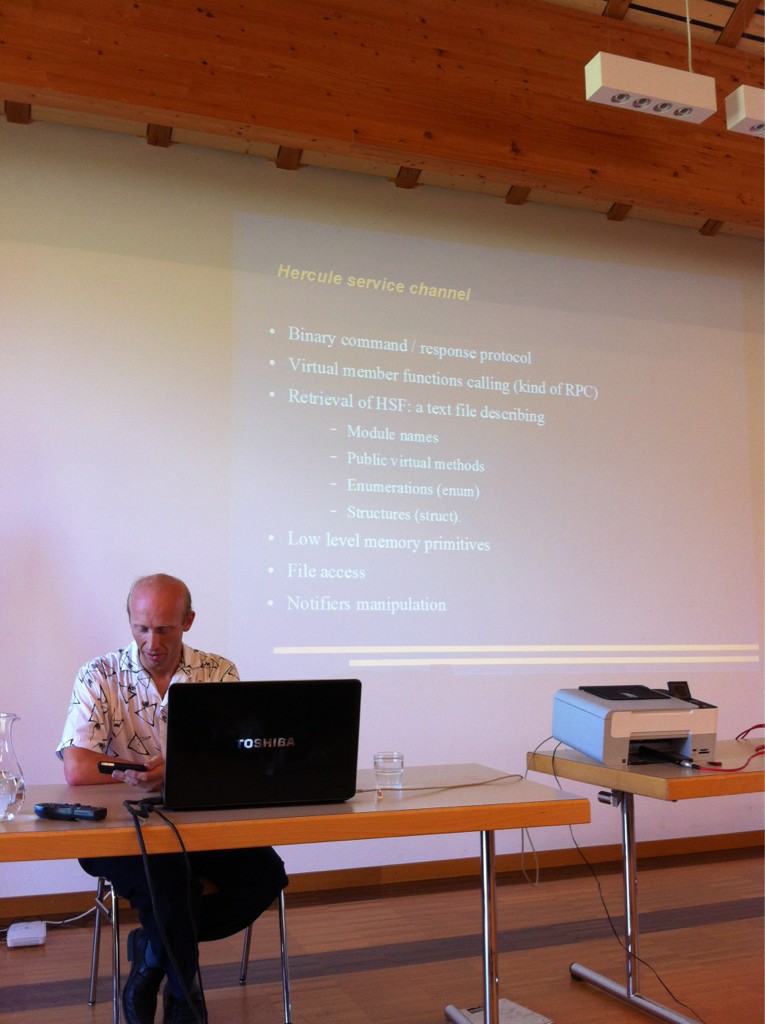 Hercule service channel
• Binary command / response protocol
• Virtual member functions calling (kind of RPC)
• Retrieval of HSF: a text file describing
– Module names
– Public virtual methods
– Enumerations (enum)
– Structures (struct).
• Low level memory primitives
• File access
• Notifiers manipulation
TOSHIBA